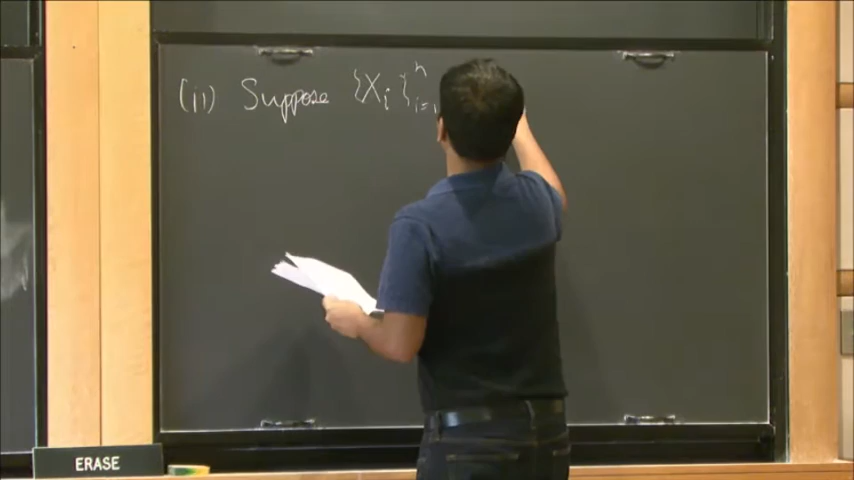 (ii) Suppose {X_i}_{i=1}^n
ERASE